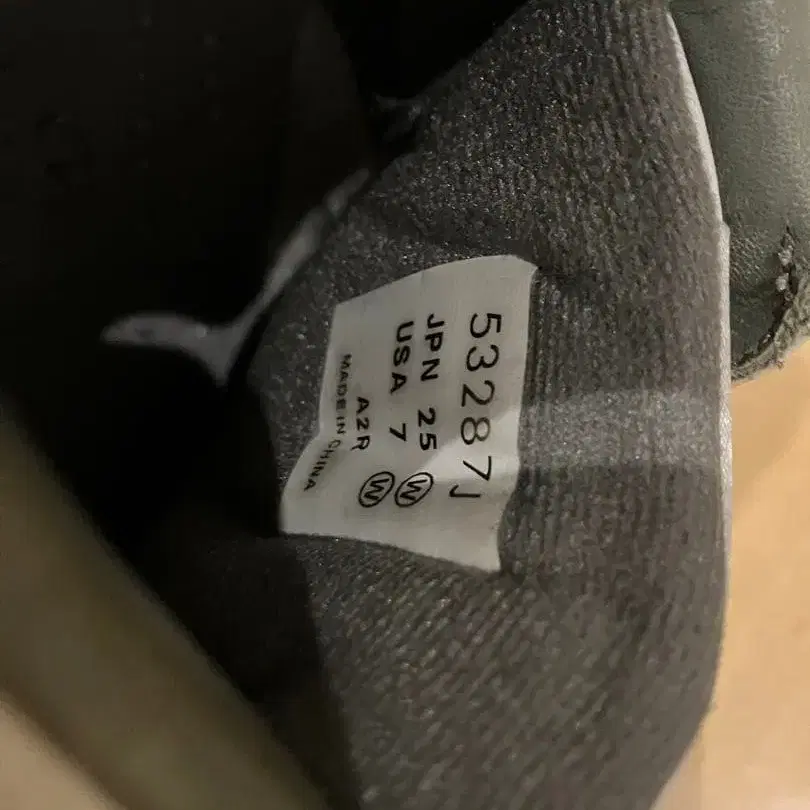 53287J
JPN 25 Ⓦ
USA 7 Ⓦ
A2R
MADE IN CHINA